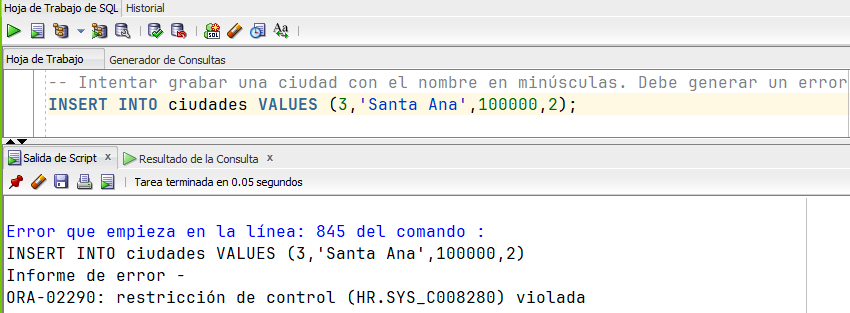 Hoja de Trabajo de SQL Historial
SQL Aa
Hoja de Trabajo Generador de Consultas
-- Intentar grabar una ciudad con el nombre en minúsculas. Debe generar un error
INSERT INTO ciudades VALUES (3,'Santa Ana',100000,2);
Salida de Script x Resultado de la Consulta x
Tarea terminada en 0.05 segundos
Error que empieza en la línea: 845 del comando :
INSERT INTO ciudades VALUES (3,'Santa Ana',100000,2)
Informe de error -
ORA-02290: restricción de control (HR.SYS_C008280) violada